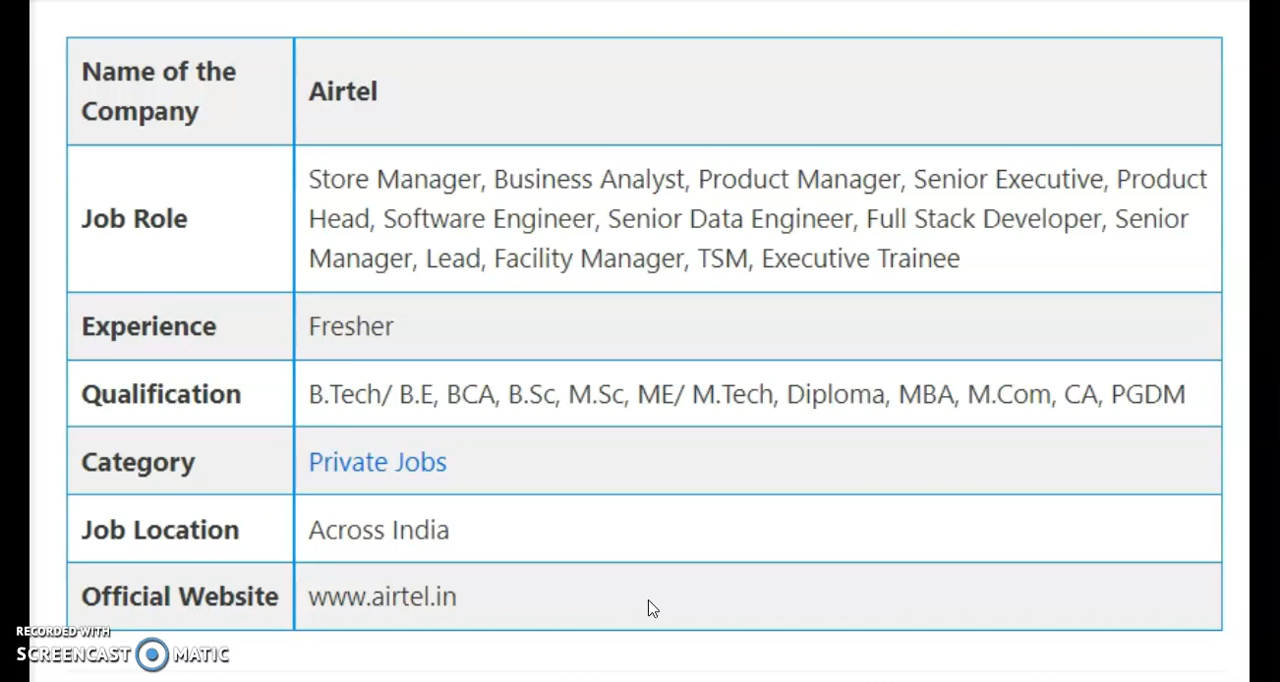 Name of the
Company
Airtel
Job Role
Store Manager, Business Analyst, Product Manager, Senior Executive, Product
Head, Software Engineer, Senior Data Engineer, Full Stack Developer, Senior
Manager, Lead, Facility Manager, TSM, Executive Trainee
Experience
Fresher
Qualification
B.Tech/ B.E, BCA, B.Sc, M.Sc, ME/ M.Tech, Diploma, MBA, M.Com, CA, PGDM
Category
Private Jobs
Job Location
Across India
Official Website
www.airtel.in
RECORDED WITH
SCREENCAST MATIC